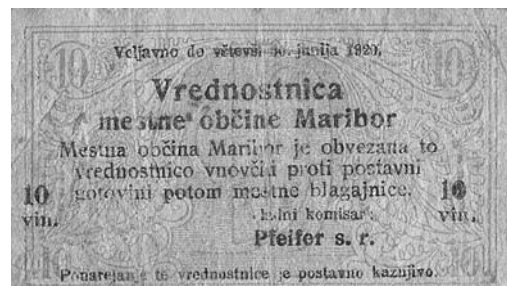 10 10
Veljavno do vštevši 30. junija 1920.
Vrednostnica
mestne občine Maribor
Mestna občina Maribor je obvezana to
vrednostnico vnovčiti proti postavni
gotovini potom mestne blagajnice.
10 10
vin. vin.
komisar:
Pfeifer s. r.
Ponarejanje te vrednostnice je postavno kaznjivo.
10 10